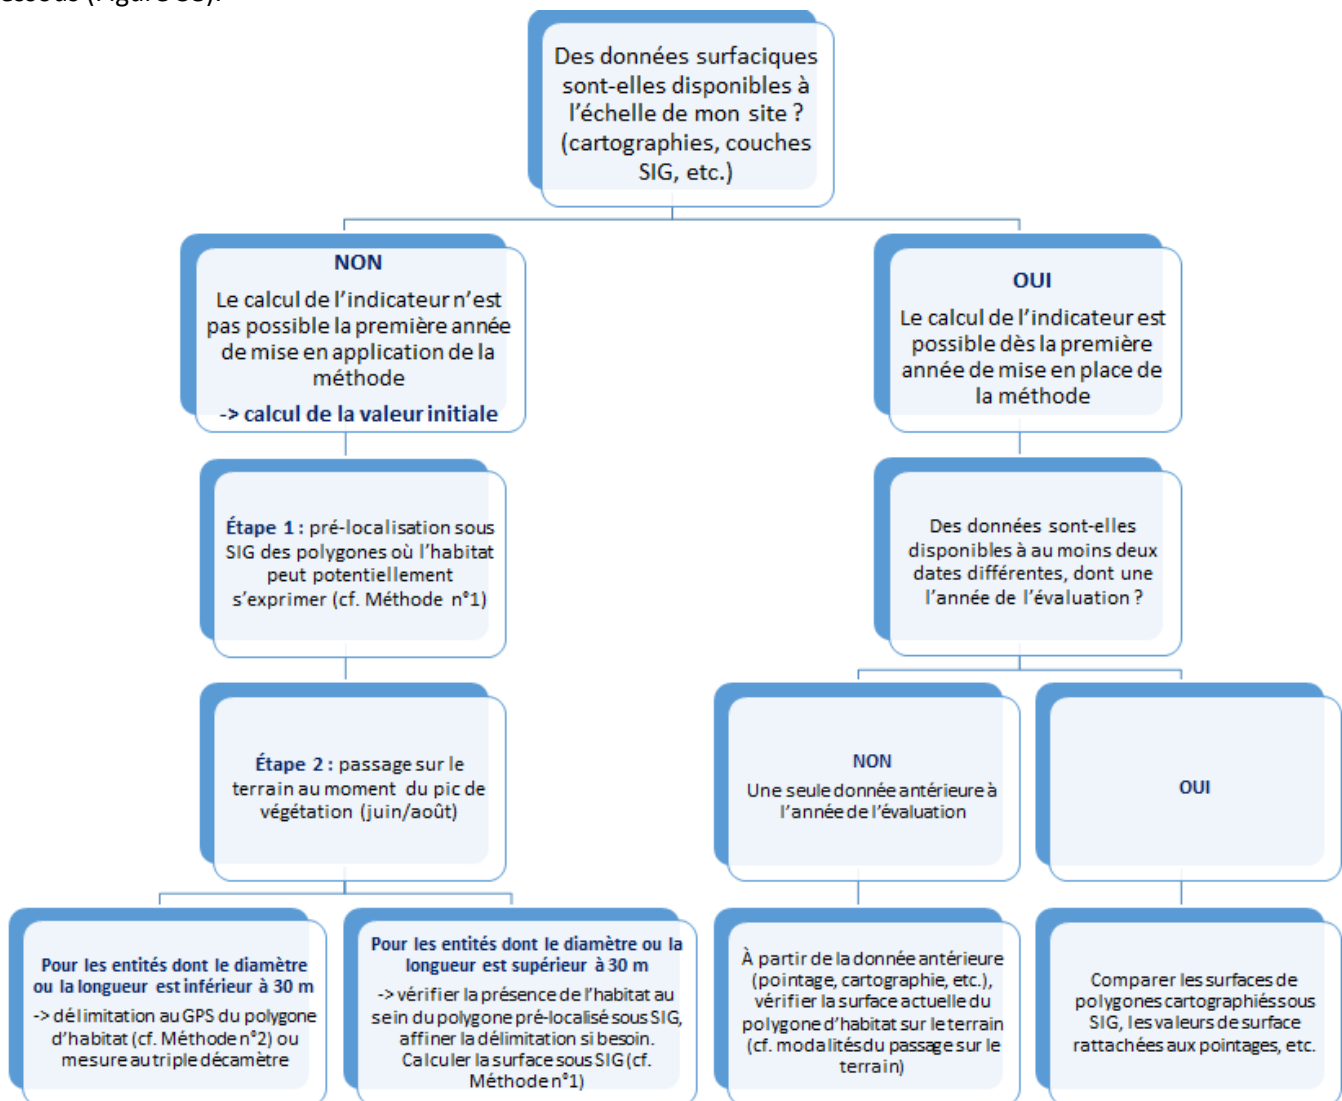 Des données surfaciques
sont-elles disponibles à
l'échelle de mon site ?
(cartographies, couches
SIG, etc.)
NON
Le calcul de l'indicateur n'est
pas possible la première année
de mise en application de la
méthode
-> calcul de la valeur initiale
OUI
Le calcul de l'indicateur est
possible dès la première
année de mise en place de
la méthode
Étape 1 : pré-localisation sous
SIG des polygones où l'habitat
peut potentiellement
s'exprimer (cf. Méthode n°1)
Des données sont-elles
disponibles à au moins deux
dates différentes, dont une
l'année de l'évaluation ?
Étape 2 : passage sur le
terrain au moment du pic de
végétation (juin/août)
NON
Une seule donnée antérieure à
l'année de l'évaluation
OUI
Pour les entités dont le diamètre
ou la longueur est inférieur à 30 m
-> délimitation au GPS du polygone
d'habitat (cf. Méthode n°2) ou
mesure au triple décamètre
Pour les entités dont le diamètre ou la
longueur est supérieur à 30 m
-> vérifier la présence de l'habitat au
sein du polygone pré-localisé sous SIG,
affiner la délimitation si besoin.
Calculer la surface sous SIG (cf.
Méthode n°1)
À partir de la donnée antérieure
(pointage, cartographie, etc.),
vérifier la surface actuelle du
polygone d'habitat sur le terrain
(cf. modalités du passage sur le
terrain)
Comparer les surfaces de
polygones cartographiés sous
SIG, les valeurs de surface
rattachées aux pointages, etc.